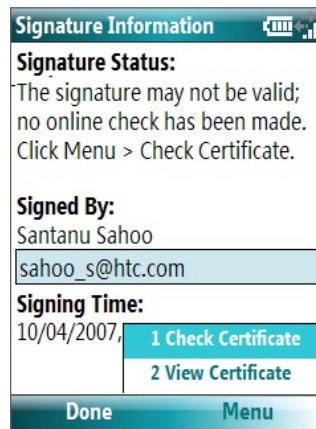 Signature Information
Signature Status:
The signature may not be valid;
no online check has been made.
Click Menu > Check Certificate.
Signed By:
Santanu Sahoo
sahoo_s@htc.com
Signing Time:
10/04/2007,
1 Check Certificate
2 View Certificate
Done Menu